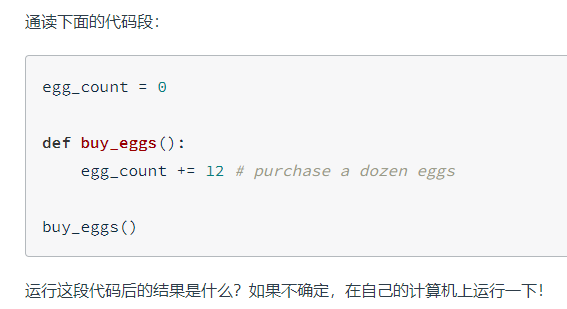 通读下面的代码段：
egg_count = 0
def buy_eggs():
    egg_count += 12 # purchase a dozen eggs
buy_eggs()
运行这段代码后的结果是什么？如果不确定，在自己的计算机上运行一下！